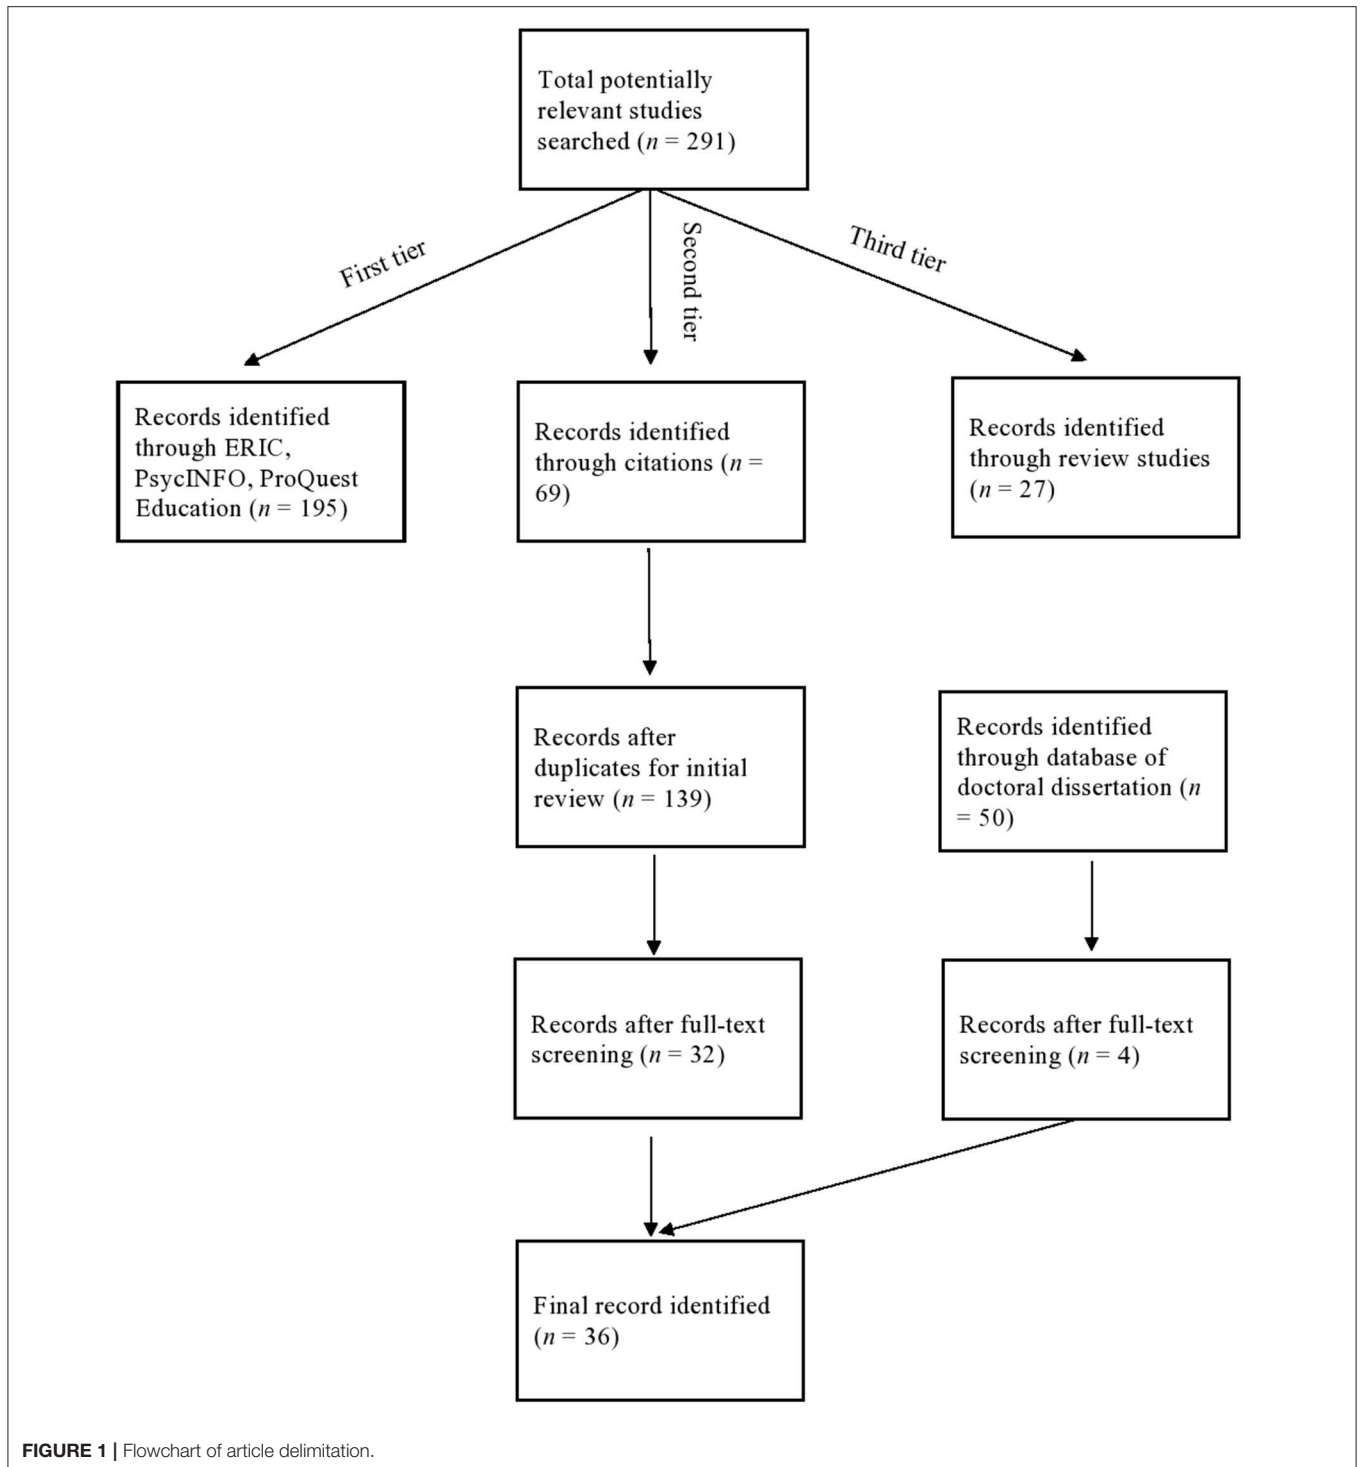 Total potentially
relevant studies
searched (n = 291)
First tier
Second tier
Third tier
Records identified
through ERIC,
PsycINFO, ProQuest
Education (n = 195)
Records identified
through citations (n =
69)
Records identified
through review studies
(n = 27)
Records after
duplicates for initial
review (n = 139)
Records identified
through database of
doctoral dissertation (n
= 50)
Records after full-text
screening (n = 32)
Records after full-text
screening (n = 4)
Final record identified
(n = 36)
FIGURE 1 | Flowchart of article delimitation.